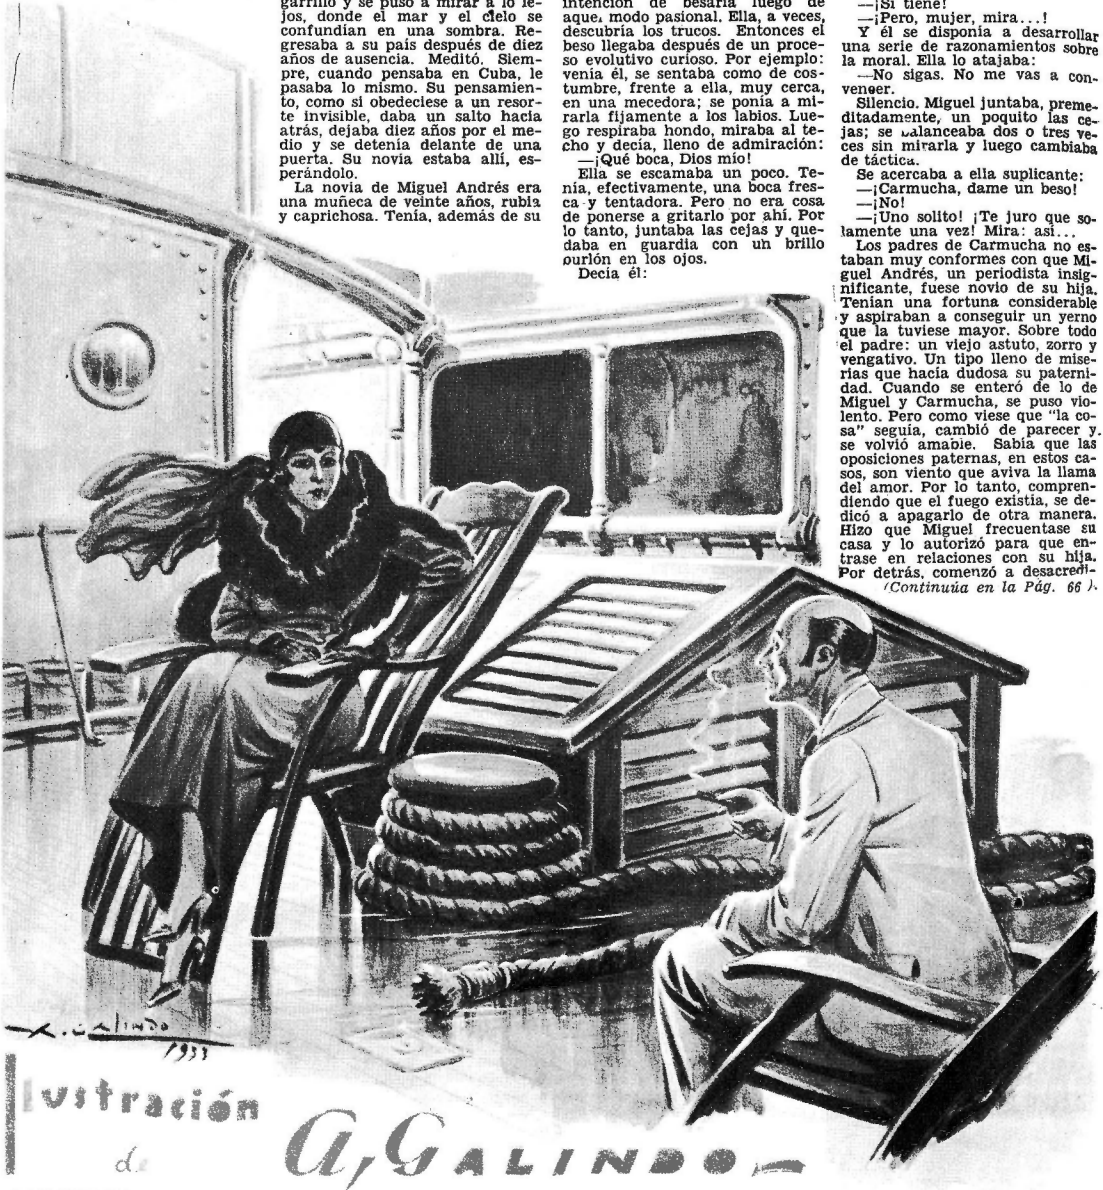 garrillo y se puso a mirar a lo le-
jos, donde el mar y el cielo se
confundían en una sombra. Re-
gresaba a su país después de diez
años de ausencia. Meditó. Siem-
pre, cuando pensaba en Cuba, le
pasaba lo mismo. Su pensamien-
to, como si obedeciese a un resor-
te invisible, daba un salto hacia
atrás, dejaba diez años por el me-
dio y se detenía delante de una
puerta. Su novia estaba allí, es-
perándolo.
La novia de Miguel Andrés era
una muñeca de veinte años, rubia
y caprichosa. Tenía, además de su
intención de besarla luego de
aquel modo pasional. Ella, a veces,
descubría los trucos. Entonces el
beso llegaba después de un proce-
so evolutivo curioso. Por ejemplo:
venía él, se sentaba como de cos-
tumbre, frente a ella, muy cerca,
en una mecedora; se ponía a mi-
rarla fijamente a los labios. Lue-
go respiraba hondo, miraba al te-
cho y decía, lleno de admiración:
—¡Qué boca, Dios mío!
Ella se escamaba un poco. Te-
nía, efectivamente, una boca fres-
ca y tentadora. Pero no era cosa
de ponerse a gritarlo por ahí. Por
lo tanto, juntaba las cejas y que-
daba en guardia con un brillo
burlón en los ojos.
Decía él:
—¡Sí tiene!
—¡Pero, mujer, mira...!
Y él se disponía a desarrollar
una serie de razonamientos sobre
la moral. Ella lo atajaba:
—No sigas. No me vas a con-
vencer.
Silencio. Miguel juntaba, preme-
ditadamente, un poquito las ce-
jas; se balanceaba dos o tres ve-
ces sin mirarla y luego cambiaba
de táctica.
Se acercaba a ella suplicante:
—¡Carmucha, dame un beso!
—¡No!
—¡Uno solito! ¡Te juro que so-
lamente una vez! Mira: así...
Los padres de Carmucha no es-
taban muy conformes con que Mi-
guel Andrés, un periodista insig-
nificante, fuese novio de su hija.
Tenían una fortuna considerable
y aspiraban a conseguir un yerno
que la tuviese mayor. Sobre todo
el padre: un viejo astuto, zorro y
vengativo. Un tipo lleno de mise-
rias que hacía dudosa su paterni-
dad. Cuando se enteró de lo de
Miguel y Carmucha, se puso vio-
lento. Pero como viese que "la co-
sa" seguía, cambió de parecer y
se volvió amable. Sabía que las
oposiciones paternas, en estos ca-
sos, son viento que aviva la llama
del amor. Por lo tanto, compren-
diendo que el fuego existía, se de-
dicó a apagarlo de otra manera.
Hizo que Miguel frecuentase su
casa y lo autorizó para que en-
trase en relaciones con su hija.
Por detrás, comenzó a desacredi-
(Continúa en la Pág. 66 ).
A. GALINDO
1933
Ilustración
de
A. GALINDO